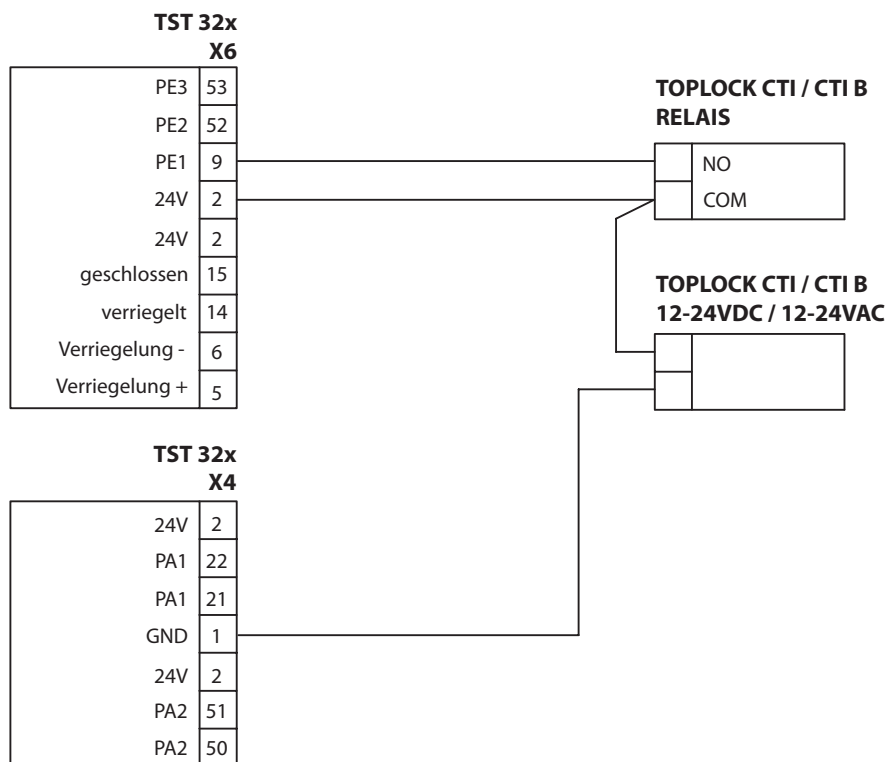 TST 32x
X6
PE3 53
PE2 52
PE1 9
24V 2
24V 2
geschlossen 15
verriegelt 14
Verriegelung - 6
Verriegelung + 5
TOPLOCK CTI / CTI B
RELAIS
NO
COM
TOPLOCK CTI / CTI B
12-24VDC / 12-24VAC
TST 32x
X4
24V 2
PA1 22
PA1 21
GND 1
24V 2
PA2 51
PA2 50